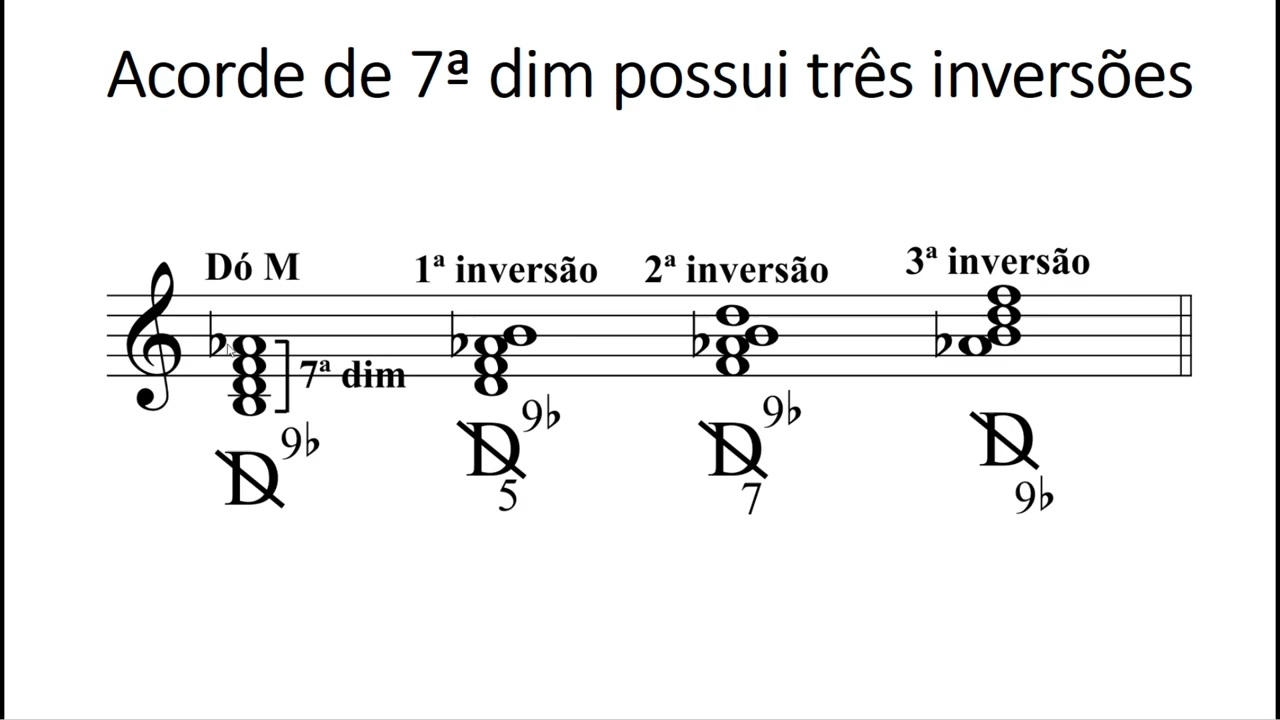 Acorde de 7ª dim possui três inversões
Dó M 1ª inversão 2ª inversão 3ª inversão
7ª dim
D 9♭ D 9♭ 5 D 9♭ 7 D 9♭